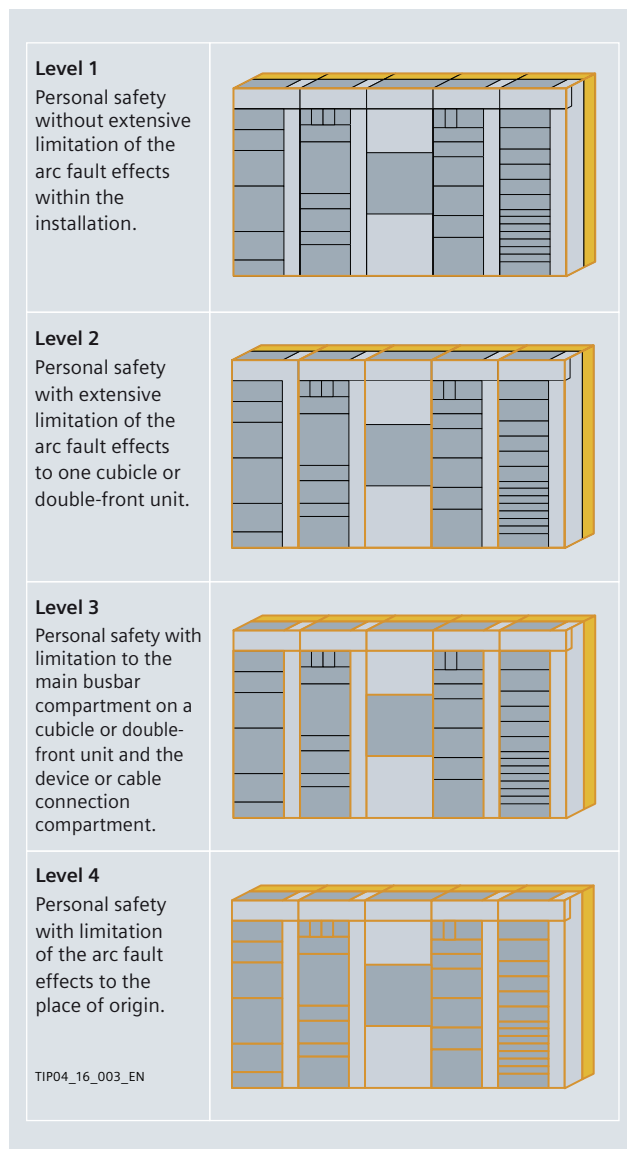 Level 1
Personal safety
without extensive
limitation of the
arc fault effects
within the
installation.
Level 2
Personal safety
with extensive
limitation of the
arc fault effects
to one cubicle or
double-front unit.
Level 3
Personal safety with
limitation to the
main busbar
compartment on a
cubicle or double-
front unit and the
device or cable
connection
compartment.
Level 4
Personal safety
with limitation
of the arc fault
effects to the
place of origin.
TIP04_16_003_EN